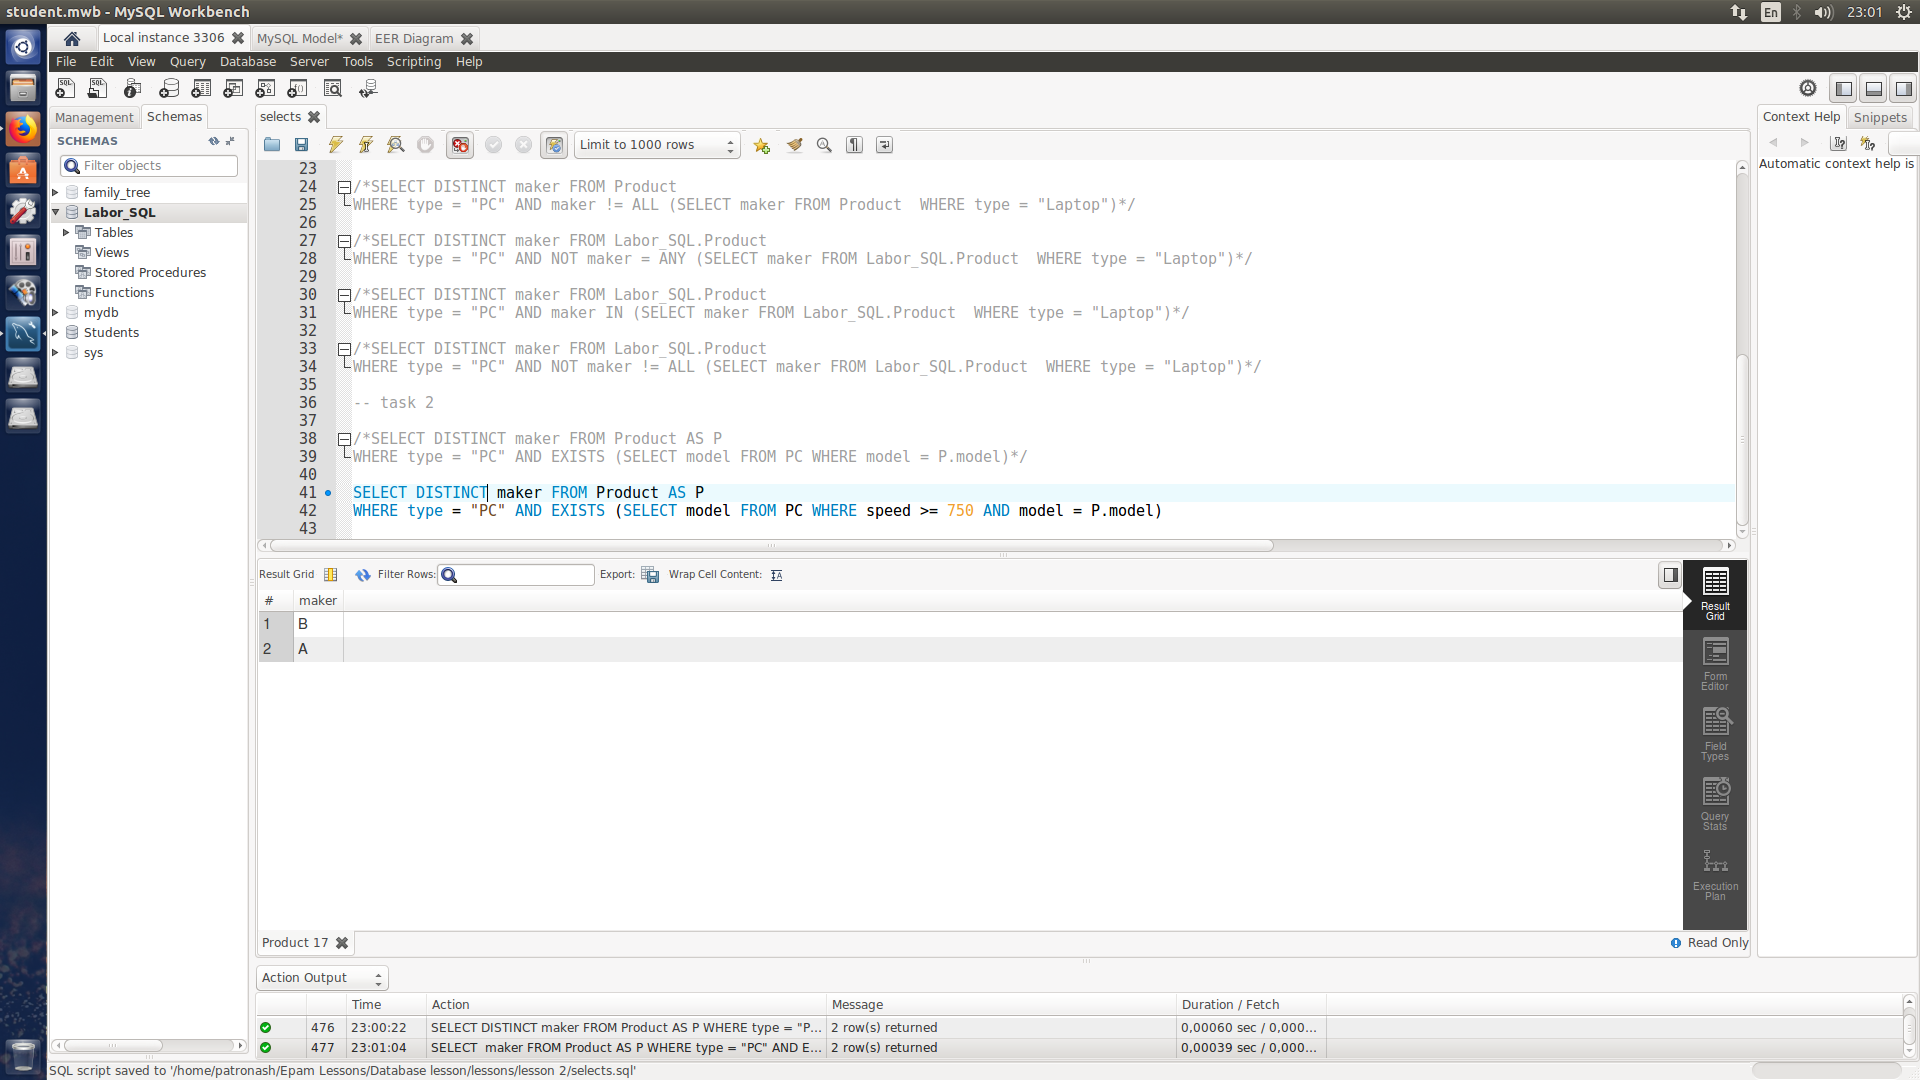 student.mwb - MySQL Workbench
En
23:01
Local instance 3306
MySQL Model*
EER Diagram
File Edit View Query Database Server Tools Scripting Help
Management
Schemas
selects
Context Help
Snippets
SCHEMAS
Limit to 1000 rows
Filter objects
Automatic context help is
family_tree
Labor_SQL
Tables
Views
Stored Procedures
Functions
mydb
Students
sys
23
24 /*SELECT DISTINCT maker FROM Product
25 WHERE type = "PC" AND maker != ALL (SELECT maker FROM Product  WHERE type = "Laptop")*/
26
27 /*SELECT DISTINCT maker FROM Labor_SQL.Product
28 WHERE type = "PC" AND NOT maker = ANY (SELECT maker FROM Labor_SQL.Product  WHERE type = "Laptop")*/
29
30 /*SELECT DISTINCT maker FROM Labor_SQL.Product
31 WHERE type = "PC" AND maker IN (SELECT maker FROM Labor_SQL.Product  WHERE type = "Laptop")*/
32
33 /*SELECT DISTINCT maker FROM Labor_SQL.Product
34 WHERE type = "PC" AND NOT maker != ALL (SELECT maker FROM Labor_SQL.Product  WHERE type = "Laptop")*/
35
36 -- task 2
37
38 /*SELECT DISTINCT maker FROM Product AS P
39 WHERE type = "PC" AND EXISTS (SELECT model FROM PC WHERE model = P.model)*/
40
41 SELECT DISTINCT maker FROM Product AS P
42 WHERE type = "PC" AND EXISTS (SELECT model FROM PC WHERE speed >= 750 AND model = P.model)
43
Result Grid
Filter Rows:
Export:
Wrap Cell Content:
# maker
1 B
2 A
Result Grid
Form Editor
Field Types
Query Stats
Execution Plan
Product 17
Read Only
Action Output
Time Action Message Duration / Fetch
476 23:00:22 SELECT DISTINCT maker FROM Product AS P WHERE type = "P... 2 row(s) returned 0,00060 sec / 0,000...
477 23:01:04 SELECT  maker FROM Product AS P WHERE type = "PC" AND E... 2 row(s) returned 0,00039 sec / 0,000...
SQL script saved to '/home/patronash/Epam Lessons/Database lesson/lessons/lesson 2/selects.sql'